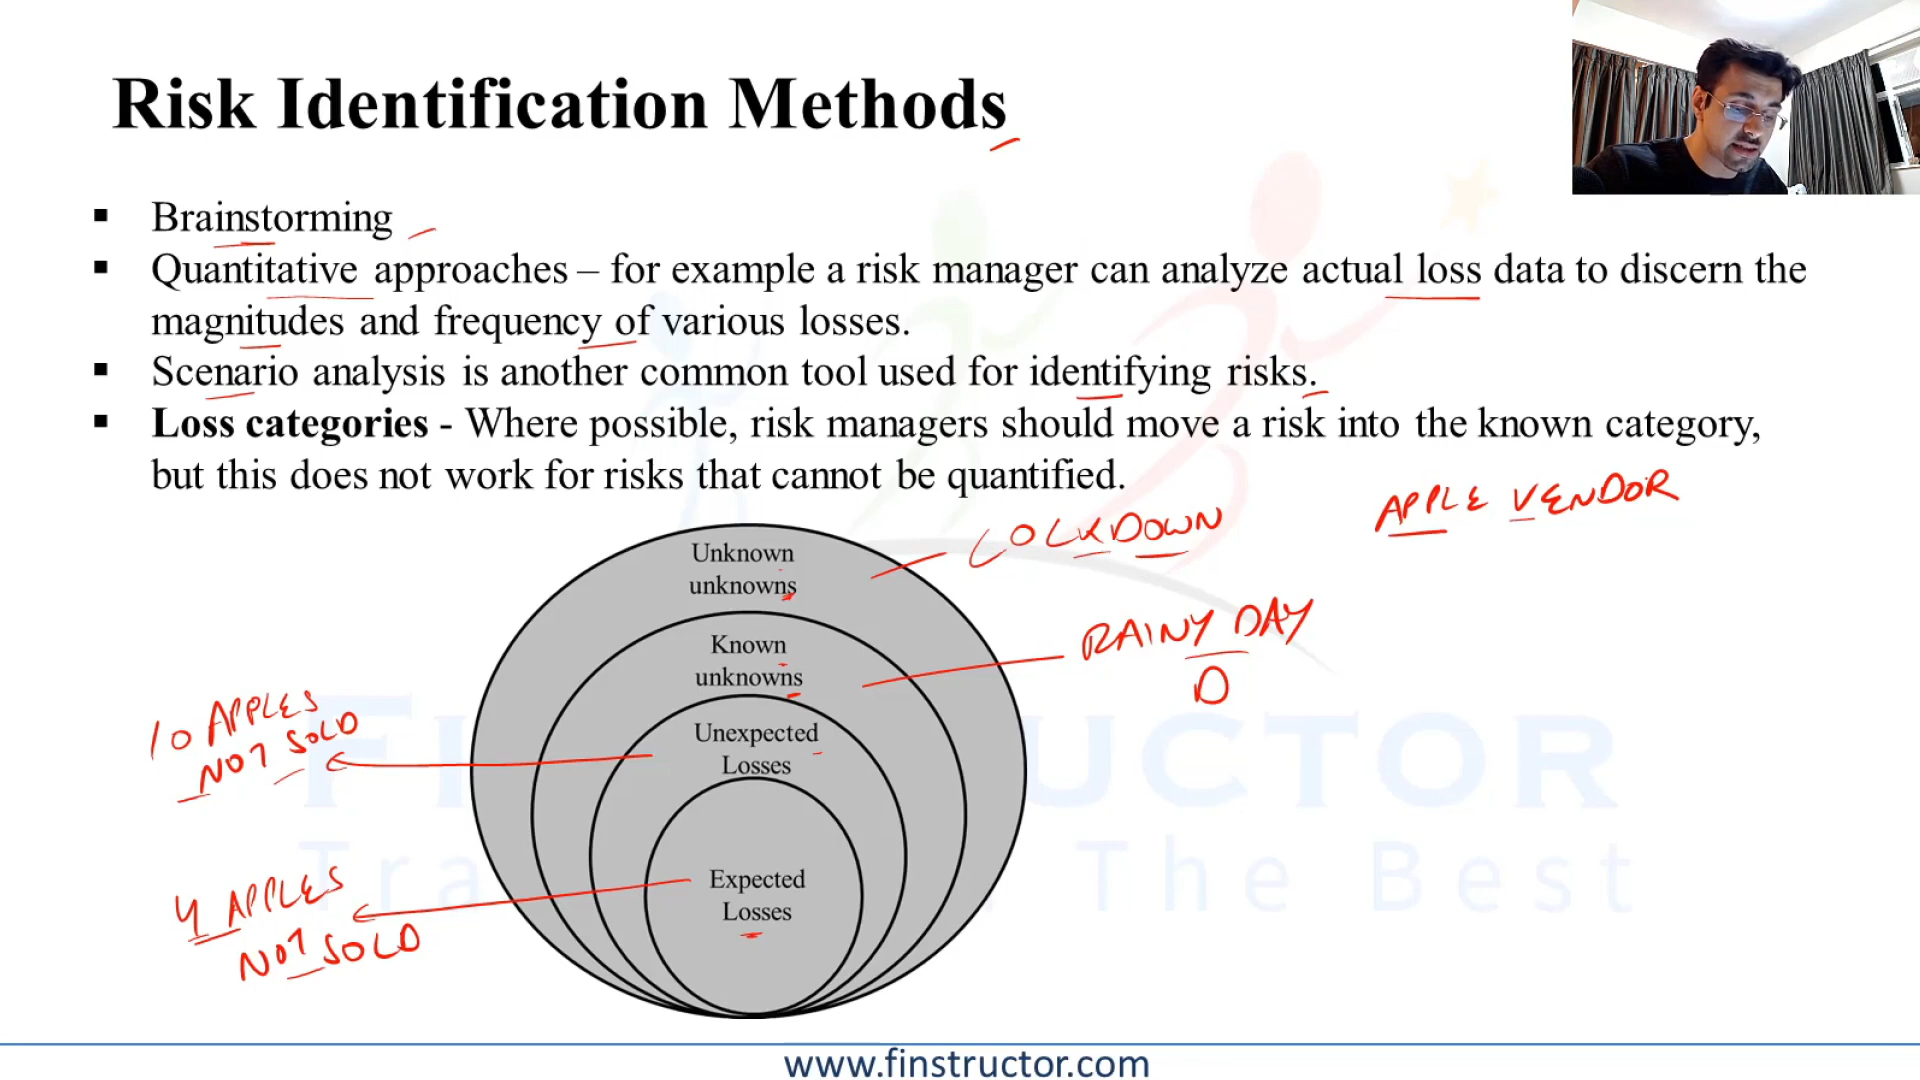 Risk Identification Methods
▪ Brainstorming
▪ Quantitative approaches – for example a risk manager can analyze actual loss data to discern the
magnitudes and frequency of various losses.
▪ Scenario analysis is another common tool used for identifying risks.
▪ Loss categories - Where possible, risk managers should move a risk into the known category,
but this does not work for risks that cannot be quantified.
APPLE VENDOR
LOCKDOWN
Unknown
unknowns
RAINY DAY
D
Known
unknowns
10 APPLES
NOT SOLD
Unexpected
Losses
4 APPLES
NOT SOLD
Expected
Losses
FINSTRUCTOR
Tra The Best
www.finstructor.com